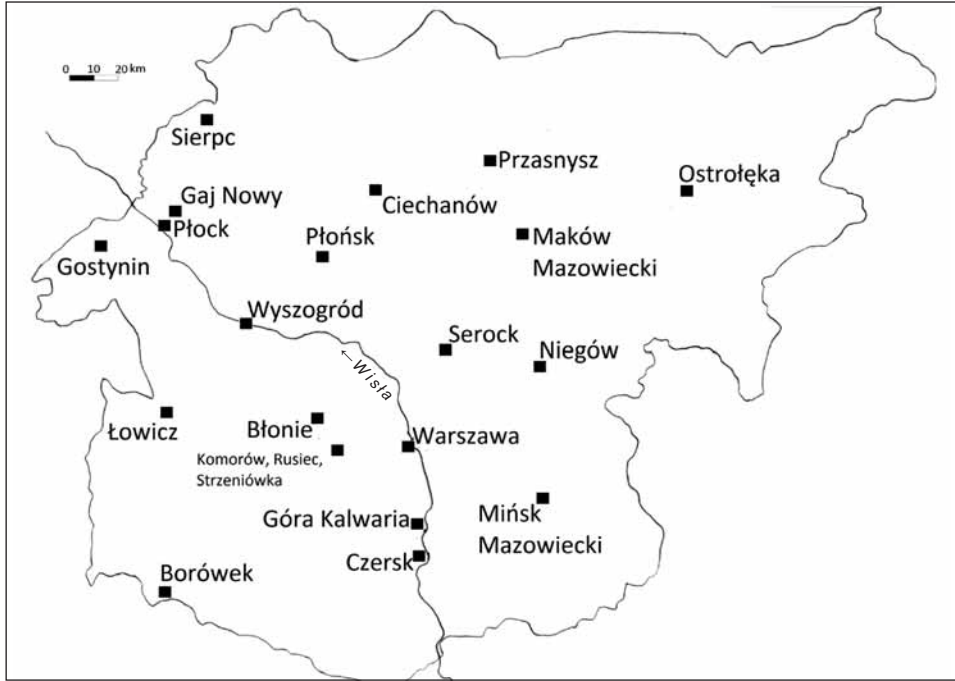 0 10 20 km
Sierpc
Przasnysz
Ostrołęka
Gaj Nowy
Ciechanów
Płock
Płońsk
Maków
Mazowiecki
Gostynin
Wyszogród
Serock
Niegów
←Wisła
Łowicz
Błonie
Warszawa
Komorów, Rusiec,
Strzeniówka
Góra Kalwaria
Mińsk
Mazowiecki
Czersk
Borówek